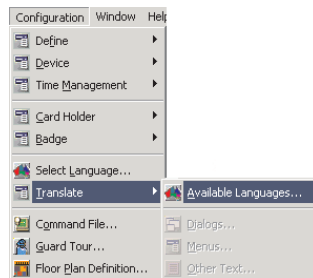 Configuration Window Help
Define
Device
Time Management
Card Holder
Badge
Select Language...
Translate Available Languages...
Command File... Dialogs...
Guard Tour... Menus...
Floor Plan Definition... Other Text...